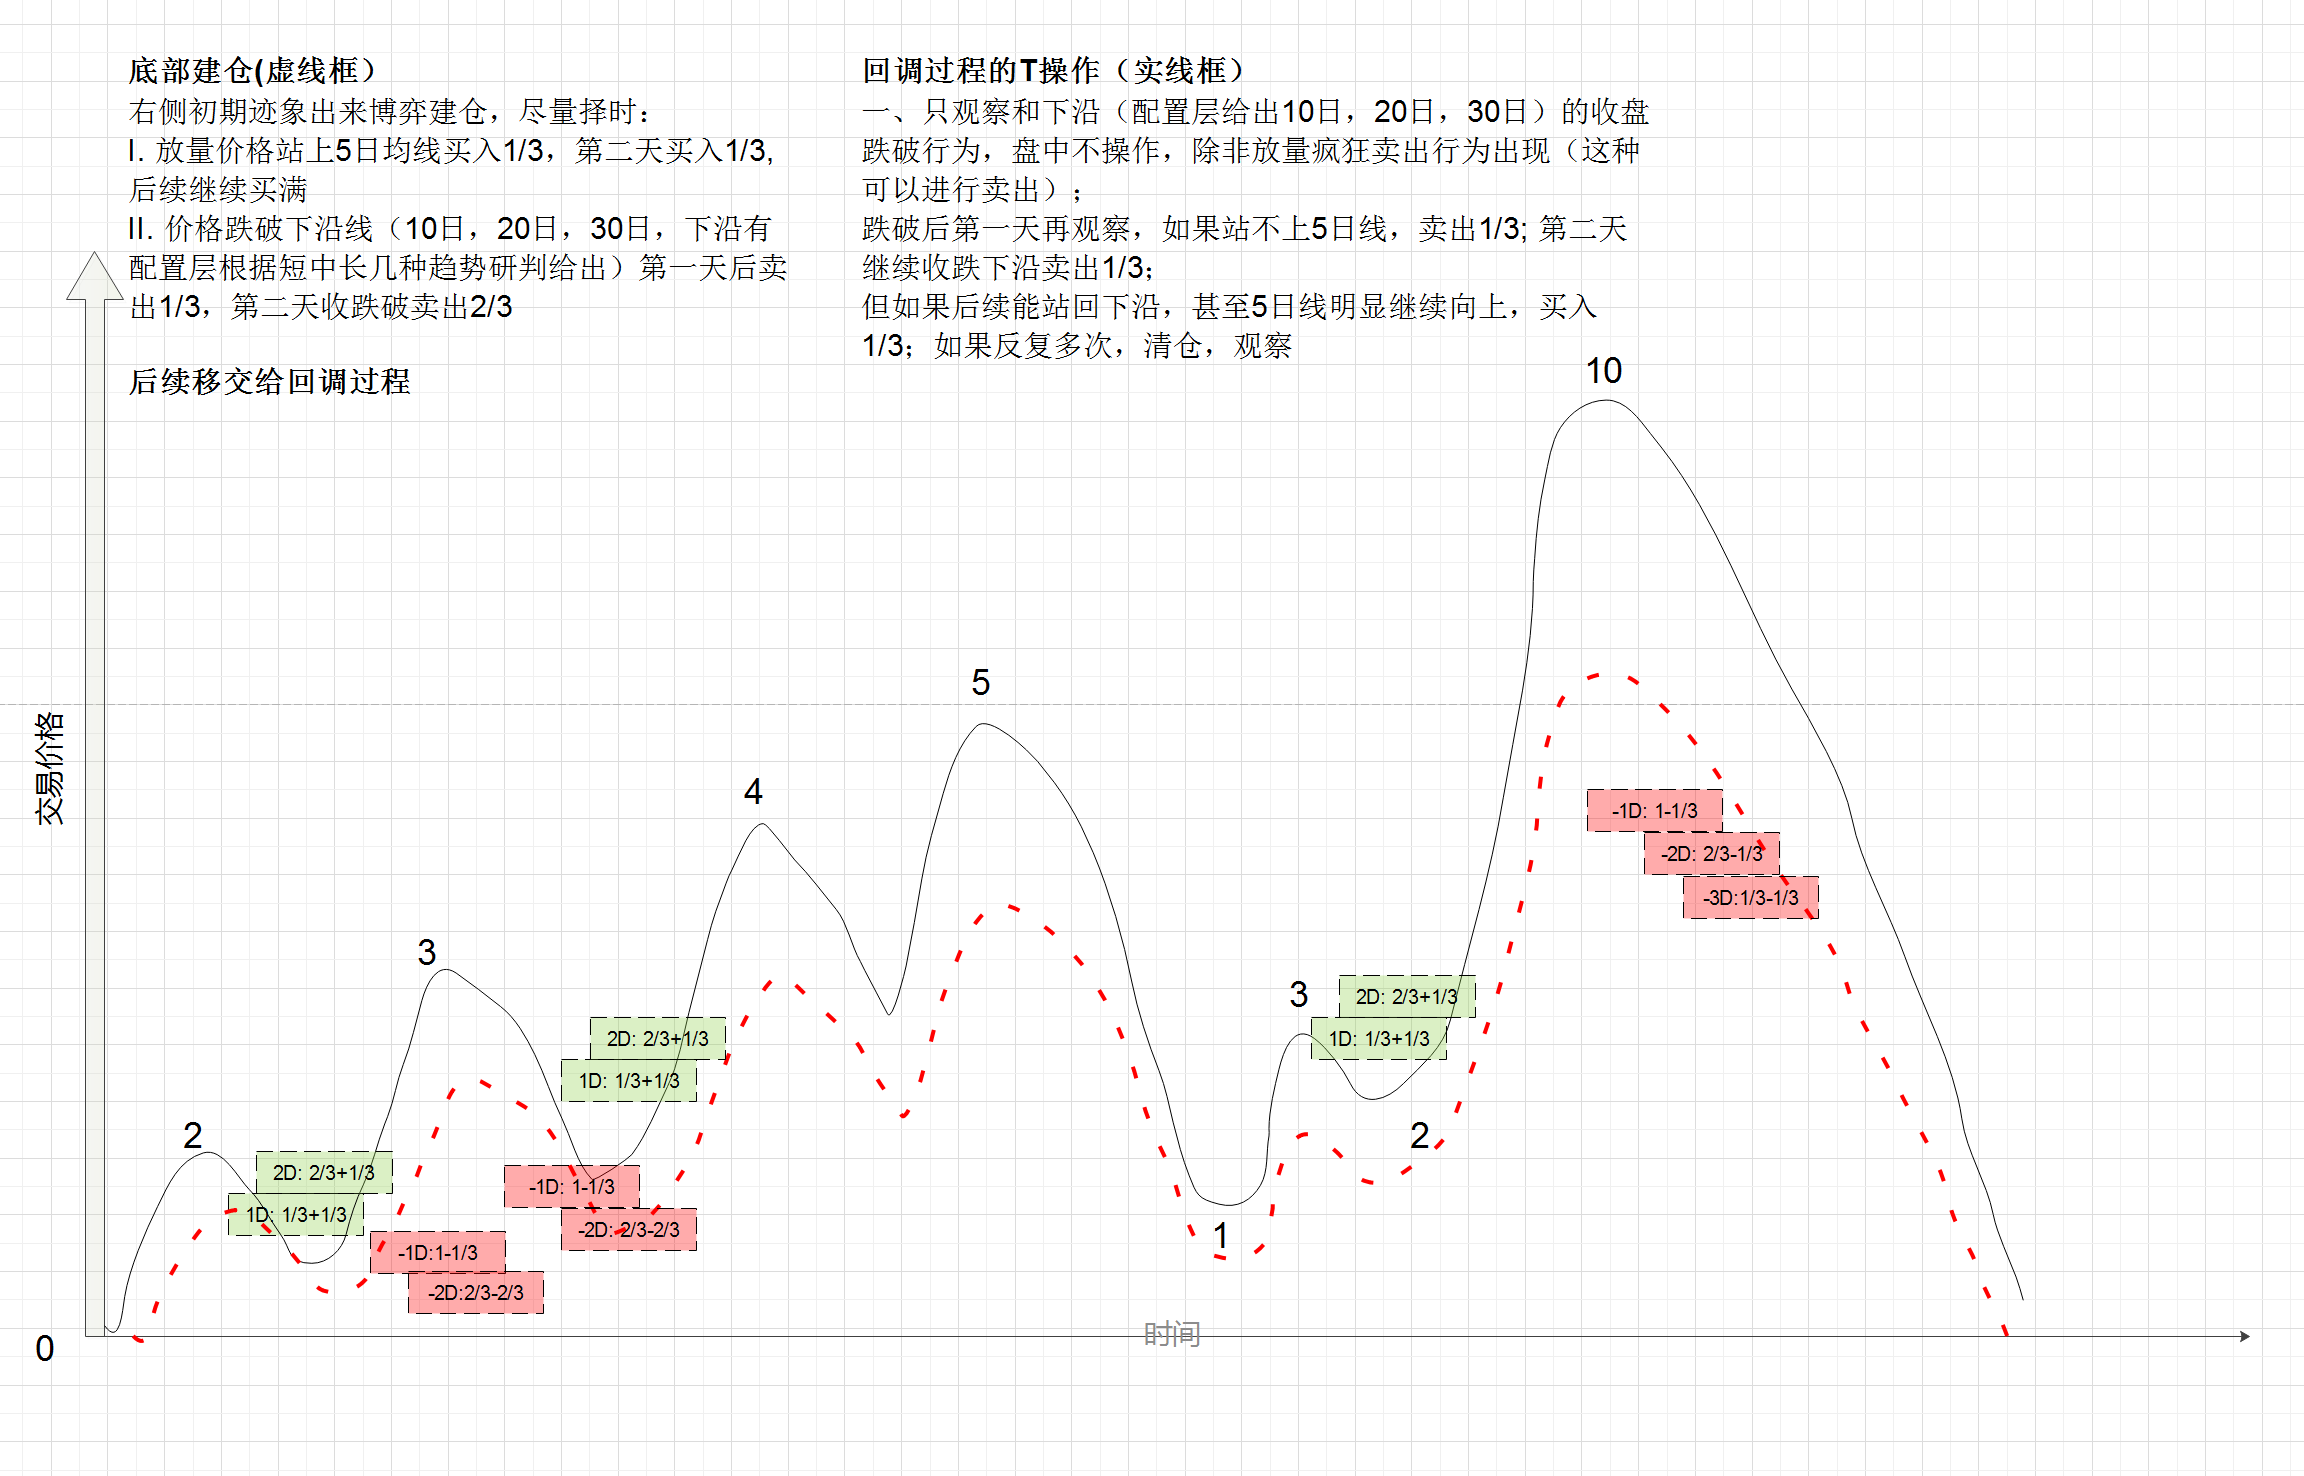 底部建仓(虚线框）
右侧初期迹象出来博弈建仓，尽量择时：
I. 放量价格站上5日均线买入1/3，第二天买入1/3,
后续继续买满
II. 价格跌破下沿线（10日，20日，30日，下沿有
配置层根据短中长几种趋势研判给出）第一天后卖
出1/3，第二天收跌破卖出2/3
后续移交给回调过程
回调过程的T操作（实线框）
一、只观察和下沿（配置层给出10日，20日，30日）的收盘
跌破行为，盘中不操作，除非放量疯狂卖出行为出现（这种
可以进行卖出）；
跌破后第一天再观察，如果站不上5日线，卖出1/3; 第二天
继续收跌下沿卖出1/3；
但如果后续能站回下沿，甚至5日线明显继续向上，买入
1/3；如果反复多次，清仓，观察
10
5
4
3
2
3
2
1
0
交易价格
时间
2D: 2/3+1/3
1D: 1/3+1/3
-1D:1-1/3
-2D:2/3-2/3
2D: 2/3+1/3
1D: 1/3+1/3
-1D: 1-1/3
-2D: 2/3-2/3
2D: 2/3+1/3
1D: 1/3+1/3
-1D: 1-1/3
-2D: 2/3-1/3
-3D:1/3-1/3